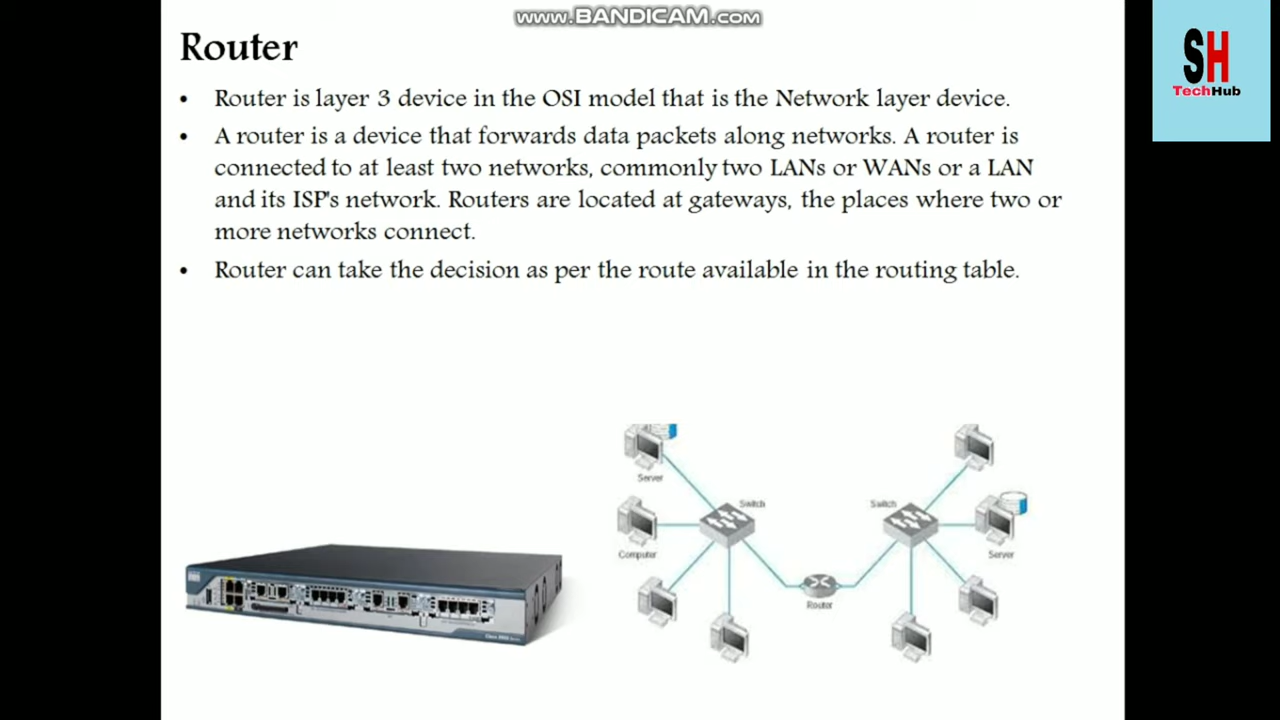 www.BANDICAM.com
SH
TechHub
Router
• Router is layer 3 device in the OSI model that is the Network layer device.
• A router is a device that forwards data packets along networks. A router is
connected to at least two networks, commonly two LANs or WANs or a LAN
and its ISP's network. Routers are located at gateways, the places where two or
more networks connect.
• Router can take the decision as per the route available in the routing table.
Server
Switch
Switch
Computer
Server
Router